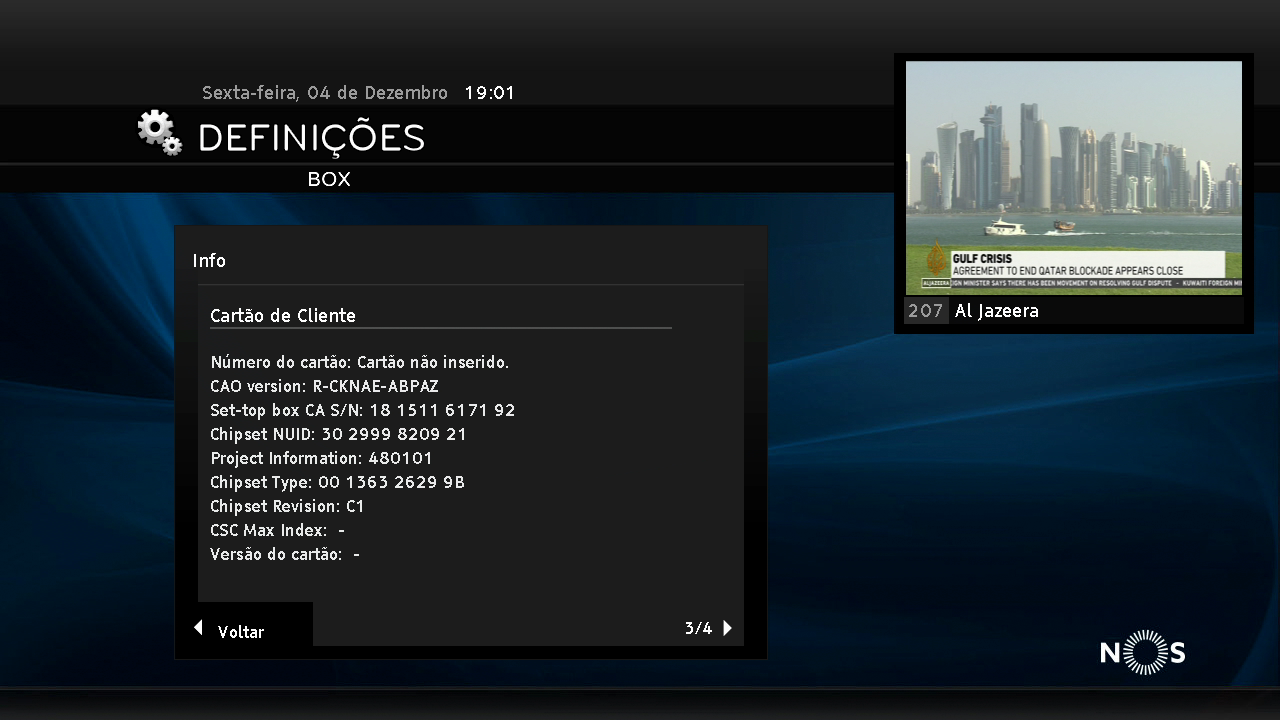 Sexta-feira, 04 de Dezembro 19:01
DEFINIÇÕES
BOX
Info
Cartão de Cliente
Número do cartão: Cartão não inserido.
CAO version: R-CKNAE-ABPAZ
Set-top box CA S/N: 18 1511 6171 92
Chipset NUID: 30 2999 8209 21
Project Information: 480101
Chipset Type: 00 1363 2629 9B
Chipset Revision: C1
CSC Max Index: -
Versão do cartão: -
Voltar
3/4
GULF CRISIS
AGREEMENT TO END QATAR BLOCKADE APPEARS CLOSE
ALJAZEERA IGN MINISTER SAYS THERE HAS BEEN MOVEMENT ON RESOLVING GULF DISPUTE - KUWAITI FOREIGN MIN
207 Al Jazeera
NOS